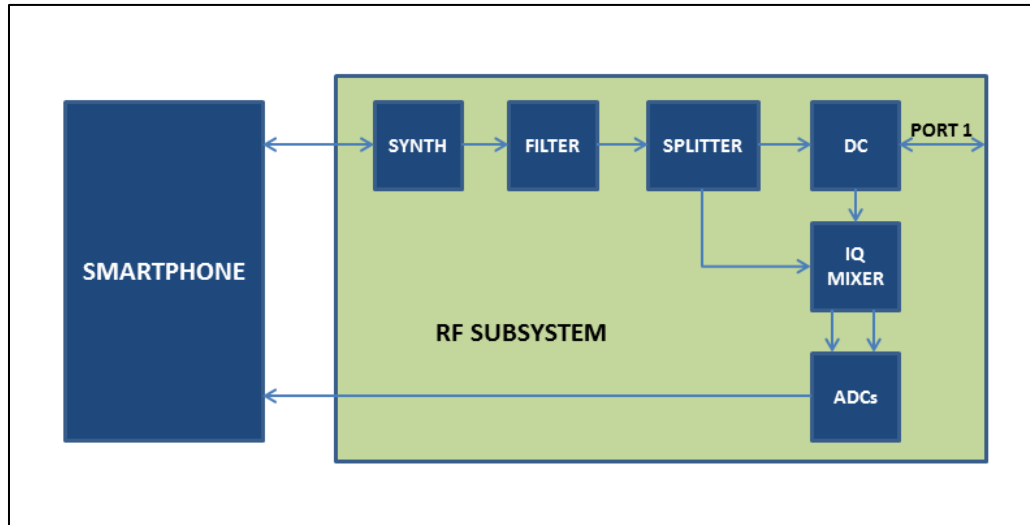 SMARTPHONE
SYNTH
FILTER
SPLITTER
DC
PORT 1
IQ
MIXER
RF SUBSYSTEM
ADCs